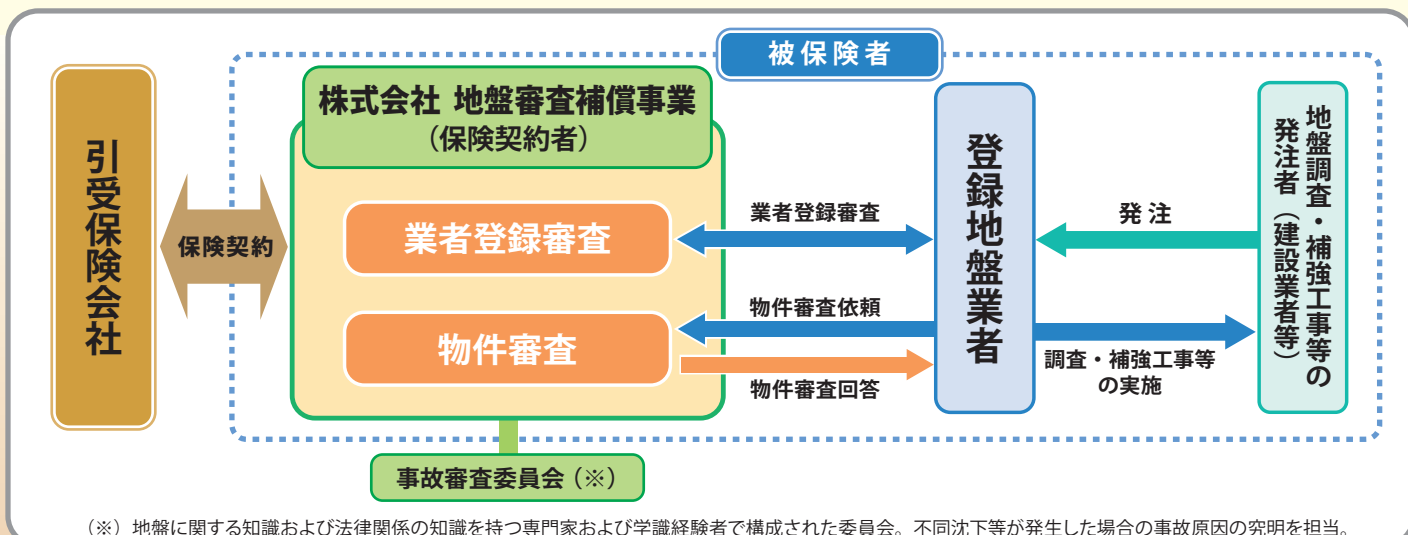 被保険者
引受保険会社
保険契約
株式会社 地盤審査補償事業
（保険契約者）
業者登録審査
物件審査
業者登録審査
物件審査依頼
物件審査回答
登録地盤業者
発注
調査・補強工事等
の実施
地盤調査・補強工事等の
発注者（建設業者等）
事故審査委員会（※）
（※）地盤に関する知識および法律関係の知識を持つ専門家および学識経験者で構成された委員会。不同沈下等が発生した場合の事故原因の究明を担当。